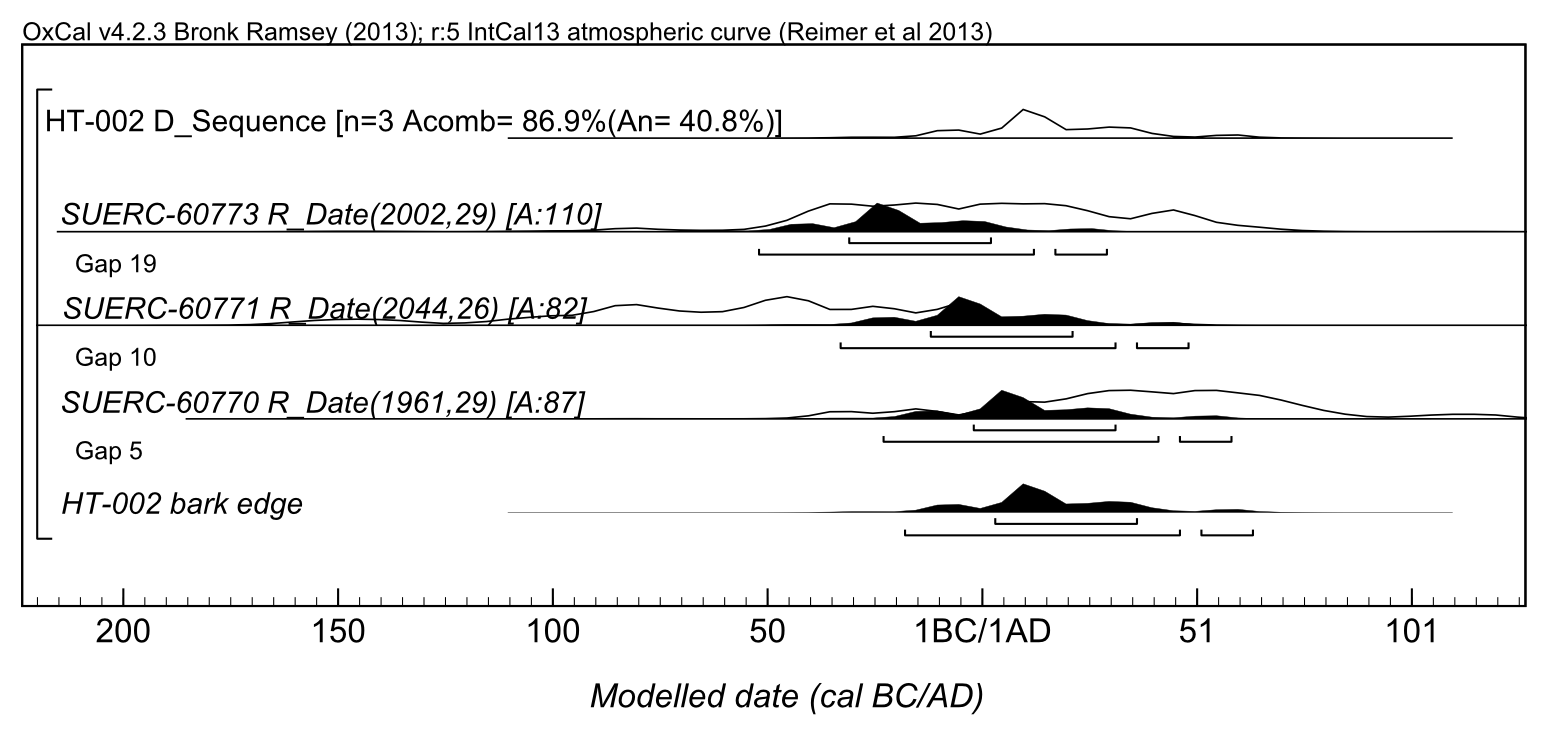 OxCal v4.2.3 Bronk Ramsey (2013); r:5 IntCal13 atmospheric curve (Reimer et al 2013)
HT-002 D_Sequence [n=3 Acomb= 86.9%(An= 40.8%)]
SUERC-60773 R_Date(2002,29) [A:110]
Gap 19
SUERC-60771 R_Date(2044,26) [A:82]
Gap 10
SUERC-60770 R_Date(1961,29) [A:87]
Gap 5
HT-002 bark edge
200 150 100 50 1BC/1AD 51 101
Modelled date (cal BC/AD)